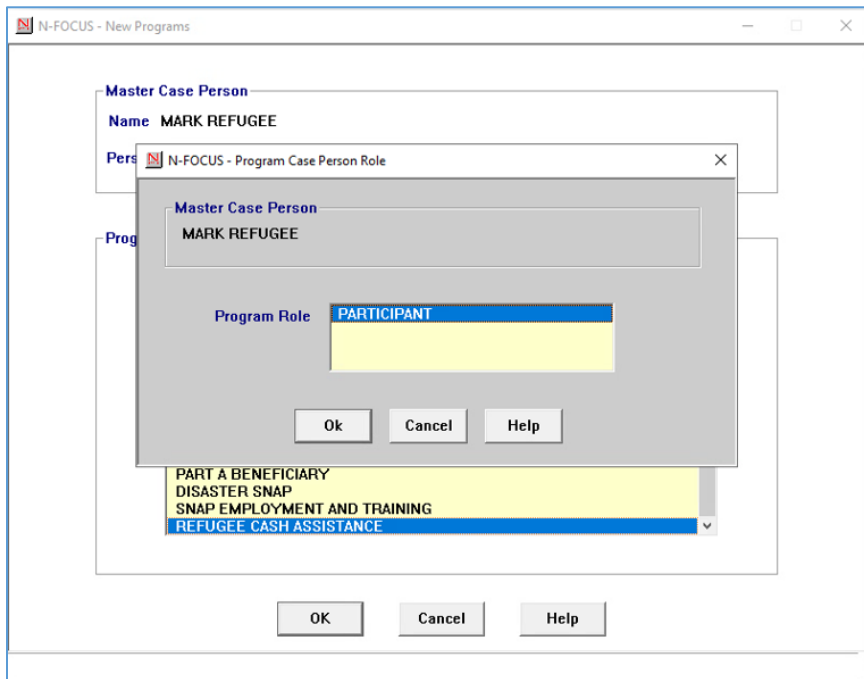 N-FOCUS - New Programs
Master Case Person
Name MARK REFUGEE
Pers
N-FOCUS - Program Case Person Role
Master Case Person
MARK REFUGEE
Prog
Program Role PARTICIPANT
Ok Cancel Help
PART A BENEFICIARY
DISASTER SNAP
SNAP EMPLOYMENT AND TRAINING
REFUGEE CASH ASSISTANCE
OK Cancel Help